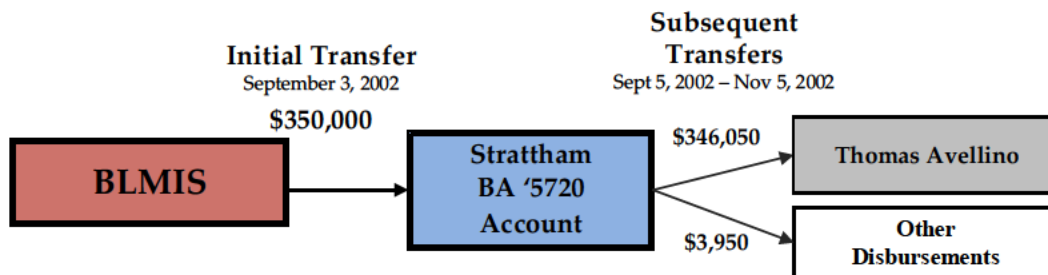 Initial Transfer
September 3, 2002
$350,000
BLMIS
Strattham
BA ‘5720
Account
Subsequent
Transfers
Sept 5, 2002 – Nov 5, 2002
$346,050
Thomas Avellino
$3,950
Other
Disbursements